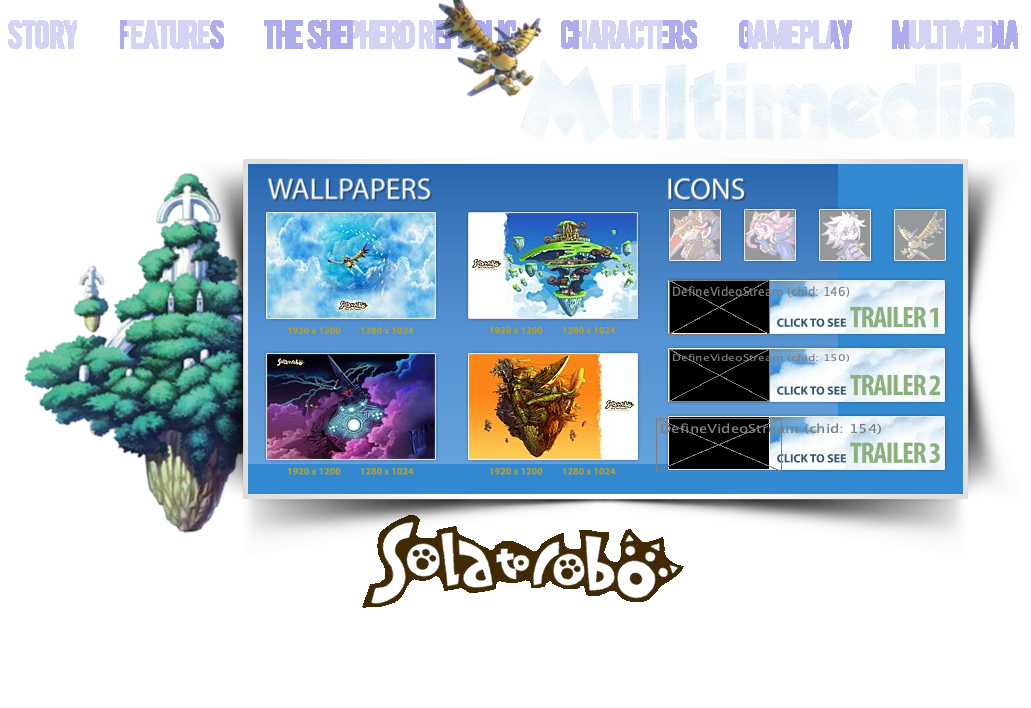 STORY FEATURES THE SHEPHERD REPUBLIC CHARACTERS GAMEPLAY MULTIMEDIA
Multimedia
WALLPAPERS
ICONS
Solatorobo
1920 x 1200 1280 x 1024
1920 x 1200 1280 x 1024
Solatorobo
1920 x 1200 1280 x 1024
1920 x 1200 1280 x 1024
DefineVideoStream (chid: 146)
CLICK TO SEE TRAILER 1
DefineVideoStream (chid: 150)
CLICK TO SEE TRAILER 2
DefineVideoStream (chid: 154)
CLICK TO SEE TRAILER 3
Solatorobo